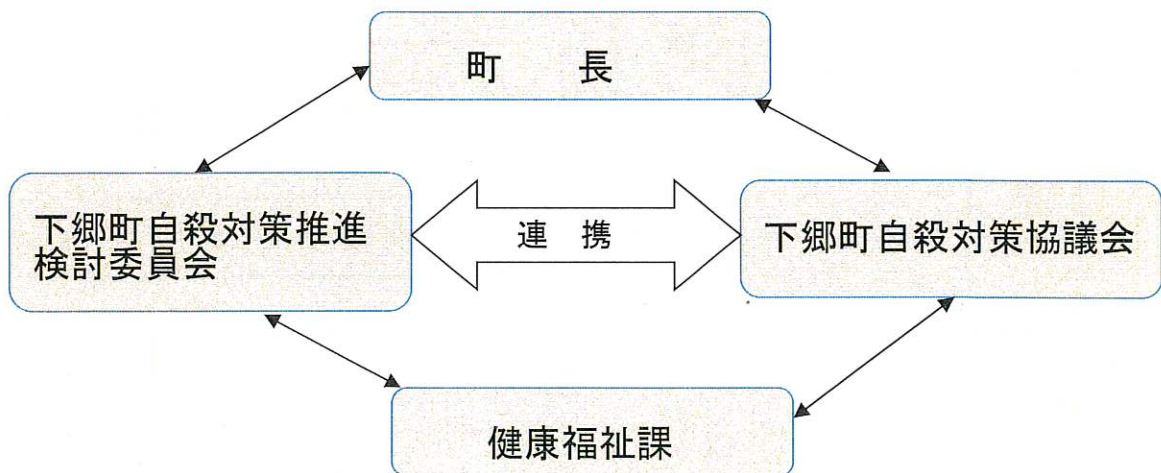 町　　長
下郷町自殺対策推進
検討委員会
連　携
下郷町自殺対策協議会
健康福祉課